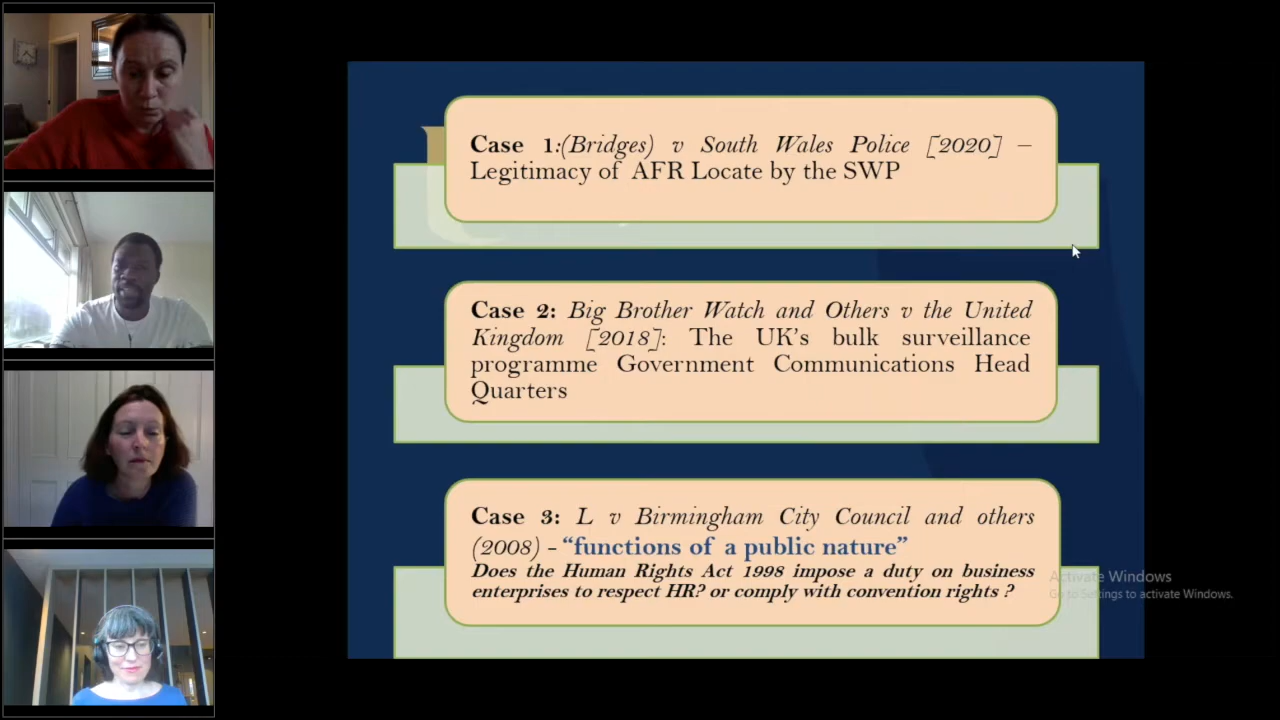 Case 1:(Bridges) v South Wales Police [2020] –
Legitimacy of AFR Locate by the SWP
Case 2: Big Brother Watch and Others v the United
Kingdom [2018]: The UK’s bulk surveillance
programme Government Communications Head
Quarters
Case 3: L v Birmingham City Council and others
(2008) - “functions of a public nature”
Does the Human Rights Act 1998 impose a duty on business
enterprises to respect HR? or comply with convention rights ?
Activate Windows
Go to Settings to activate Windows.